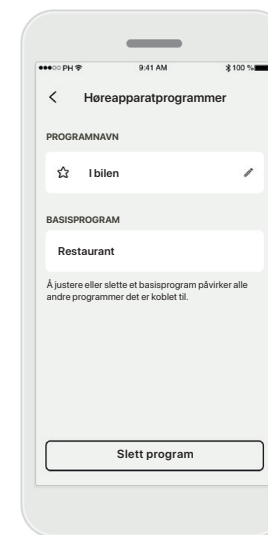 PH 9:41 AM 100 %
Høreapparatprogrammer
PROGRAMNAVN
I bilen
BASISPROGRAM
Restaurant
Å justere eller slette et basisprogram påvirker alle
andre programmer det er koblet til.
Slett program